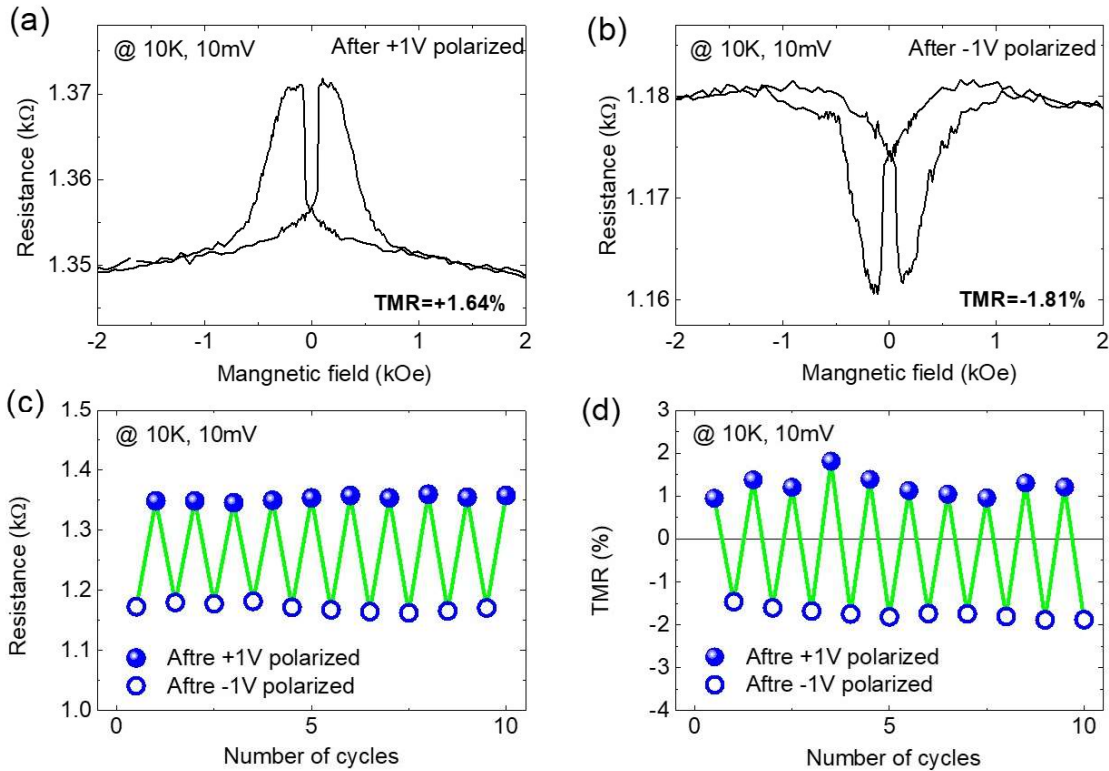 (a)
@ 10K, 10mV
After +1V polarized
1.37
1.36
1.35
Resistance (kΩ)
TMR=+1.64%
-2
-1
0
1
2
Mangnetic field (kOe)
(b)
@ 10K, 10mV
After -1V polarized
1.18
1.17
1.16
Resistance (kΩ)
TMR=-1.81%
-2
-1
0
1
2
Mangnetic field (kOe)
(c)
@ 10K, 10mV
1.5
1.4
1.3
1.2
1.1
1.0
Resistance (kΩ)
Aftre +1V polarized
Aftre -1V polarized
0
5
10
Number of cycles
(d)
@ 10K, 10mV
3
2
1
0
-1
-2
-3
-4
TMR (%)
Aftre +1V polarized
Aftre -1V polarized
0
5
10
Number of cycles